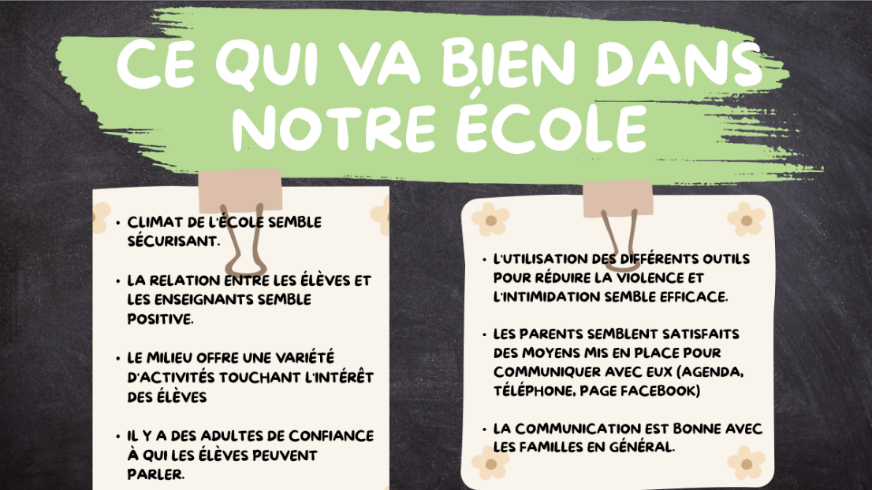 CE QUI VA BIEN DANS
NOTRE ÉCOLE
• CLIMAT DE L'ÉCOLE SEMBLE
SÉCURISANT.
• LA RELATION ENTRE LES ÉLÈVES ET
LES ENSEIGNANTS SEMBLE
POSITIVE.
• LE MILIEU OFFRE UNE VARIÉTÉ
D'ACTIVITÉS TOUCHANT L'INTÉRÊT
DES ÉLÈVES
• IL Y A DES ADULTES DE CONFIANCE
À QUI LES ÉLÈVES PEUVENT
PARLER.
• L'UTILISATION DES DIFFÉRENTS OUTILS
POUR RÉDUIRE LA VIOLENCE ET
L'INTIMIDATION SEMBLE EFFICACE.
• LES PARENTS SEMBLENT SATISFAITS
DES MOYENS MIS EN PLACE POUR
COMMUNIQUER AVEC EUX (AGENDA,
TÉLÉPHONE, PAGE FACEBOOK)
• LA COMMUNICATION EST BONNE AVEC
LES FAMILLES EN GÉNÉRAL.